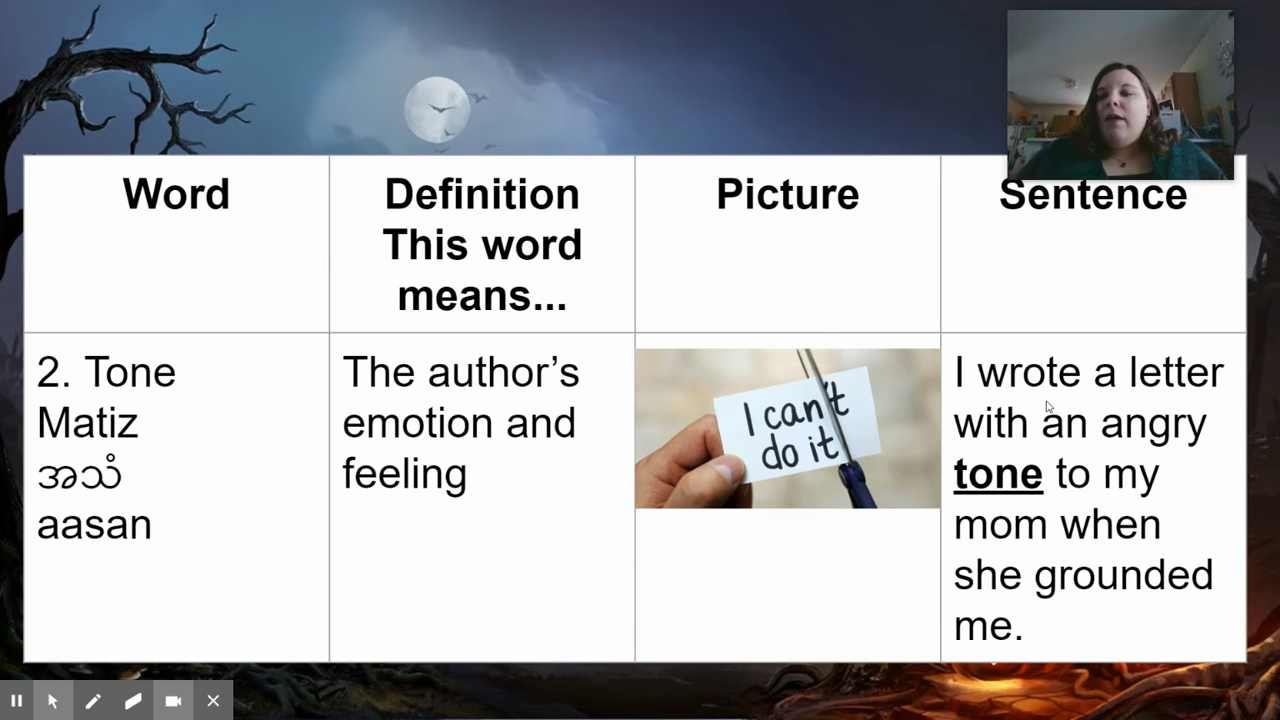 Word
Definition
This word
means...
Picture
Sentence
2. Tone
Matiz
အသံ
aasan
The author’s
emotion and
feeling
I can't
do it
I wrote a letter
with an angry
tone to my
mom when
she grounded
me.